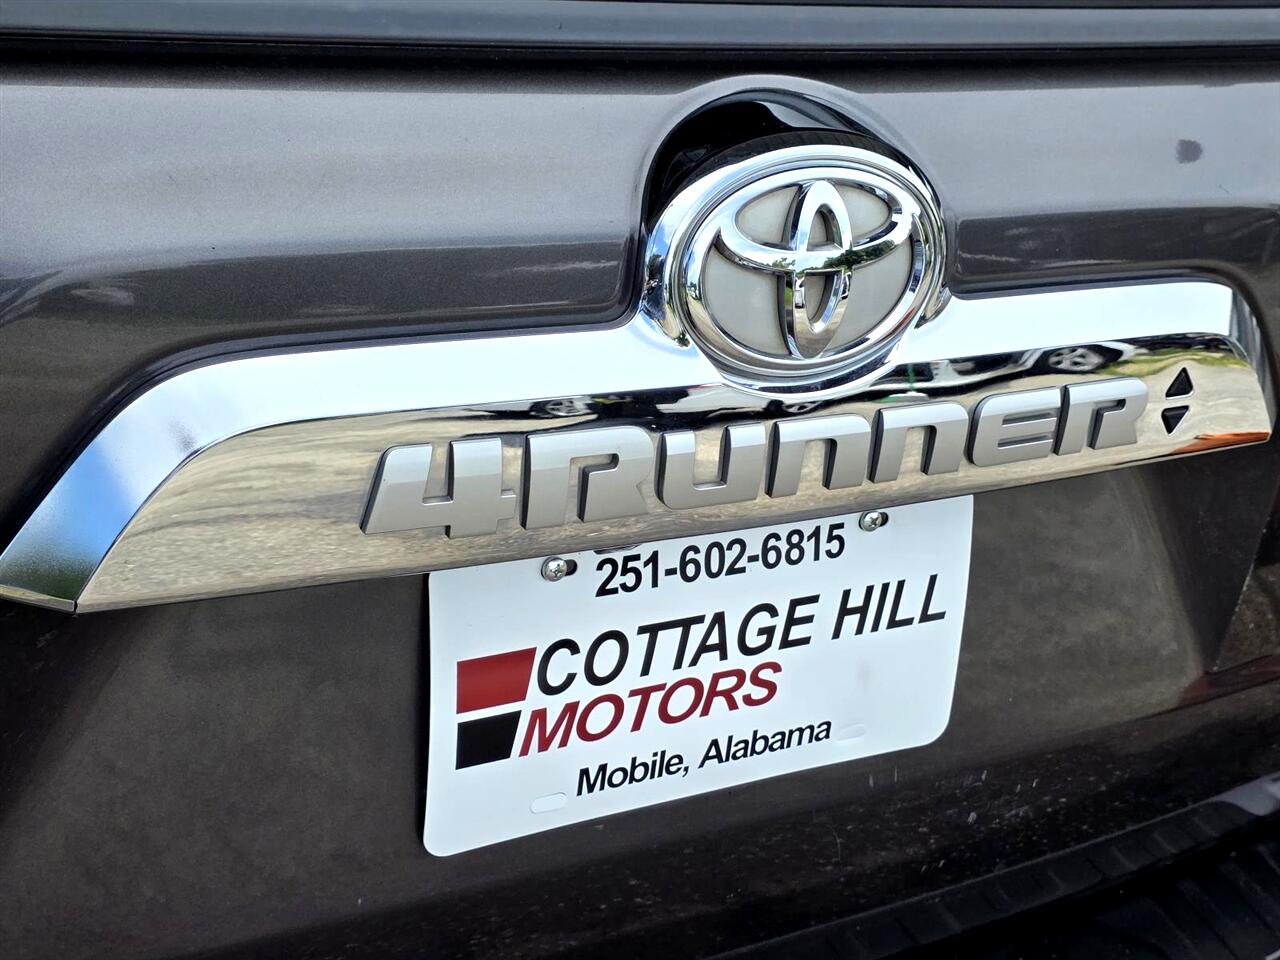 4Runner
251-602-6815
COTTAGE HILL
MOTORS
Mobile, Alabama